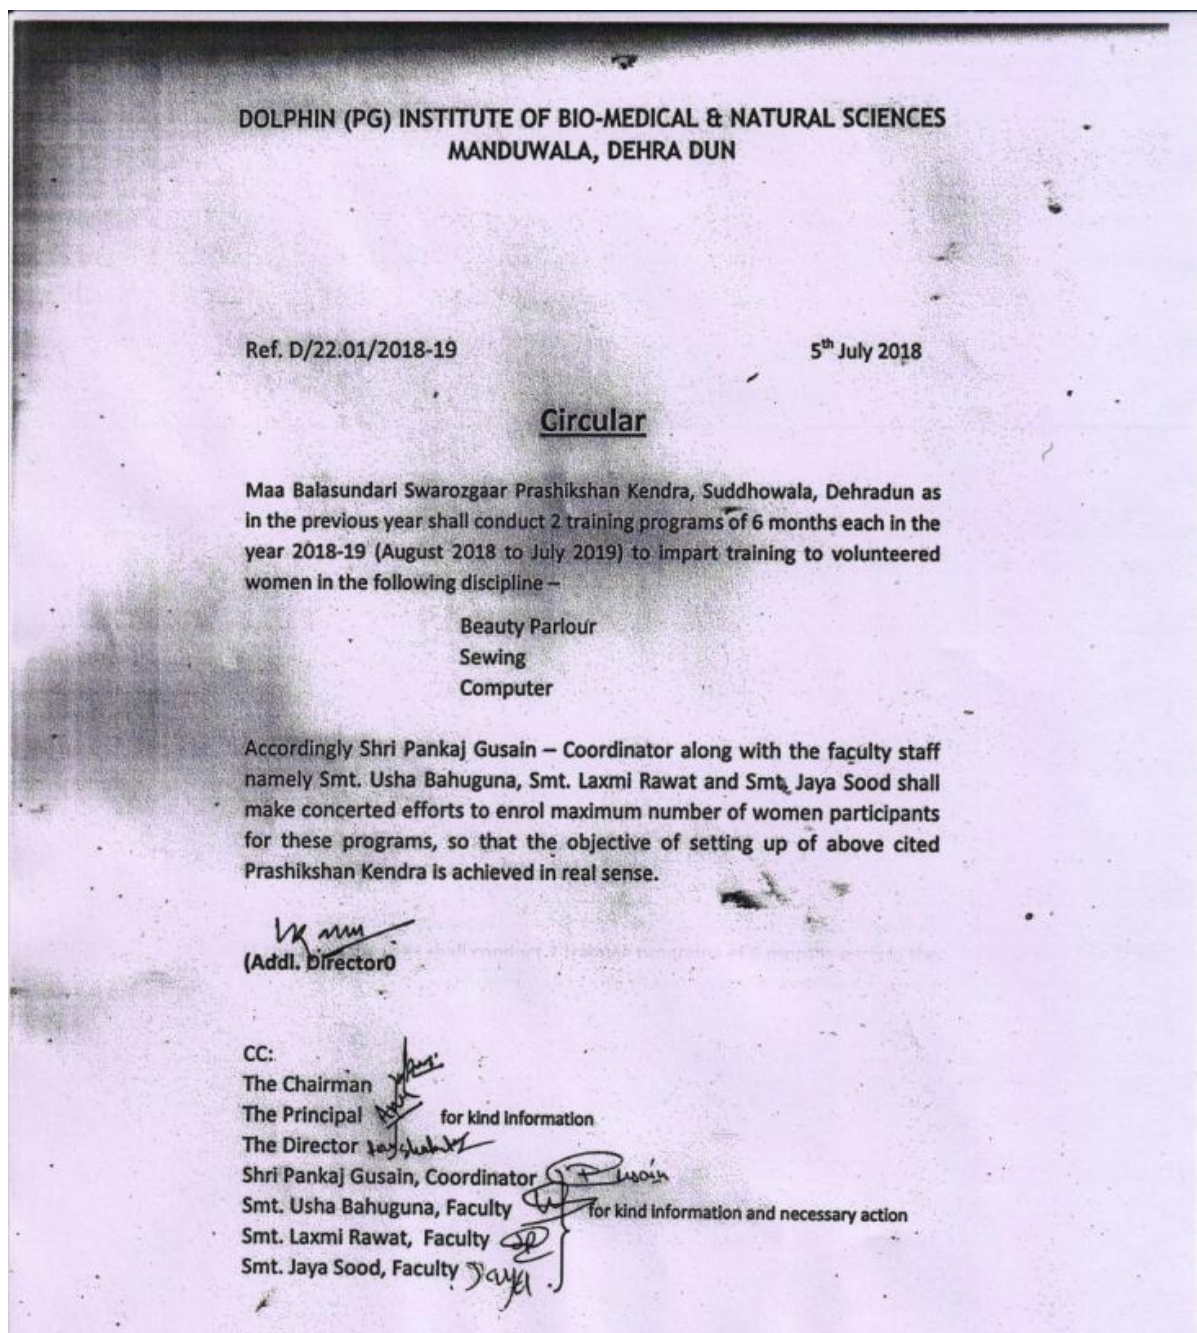 DOLPHIN (PG) INSTITUTE OF BIO-MEDICAL & NATURAL SCIENCES
MANDUWALA, DEHRA DUN
Ref. D/22.01/2018-19 5th July 2018
Circular
Maa Balasundari Swarozgaar Prashikshan Kendra, Suddhowala, Dehradun as
in the previous year shall conduct 2 training programs of 6 months each in the
year 2018-19 (August 2018 to July 2019) to impart training to volunteered
women in the following discipline –
Beauty Parlour
Sewing
Computer
Accordingly Shri Pankaj Gusain – Coordinator along with the faculty staff
namely Smt. Usha Bahuguna, Smt. Laxmi Rawat and Smt. Jaya Sood shall
make concerted efforts to enrol maximum number of women participants
for these programs, so that the objective of setting up of above cited
Prashikshan Kendra is achieved in real sense.
(Addl. Director0
CC:
The Chairman
The Principal for kind information
The Director
Shri Pankaj Gusain, Coordinator
Smt. Usha Bahuguna, Faculty for kind information and necessary action
Smt. Laxmi Rawat, Faculty
Smt. Jaya Sood, Faculty Jaya